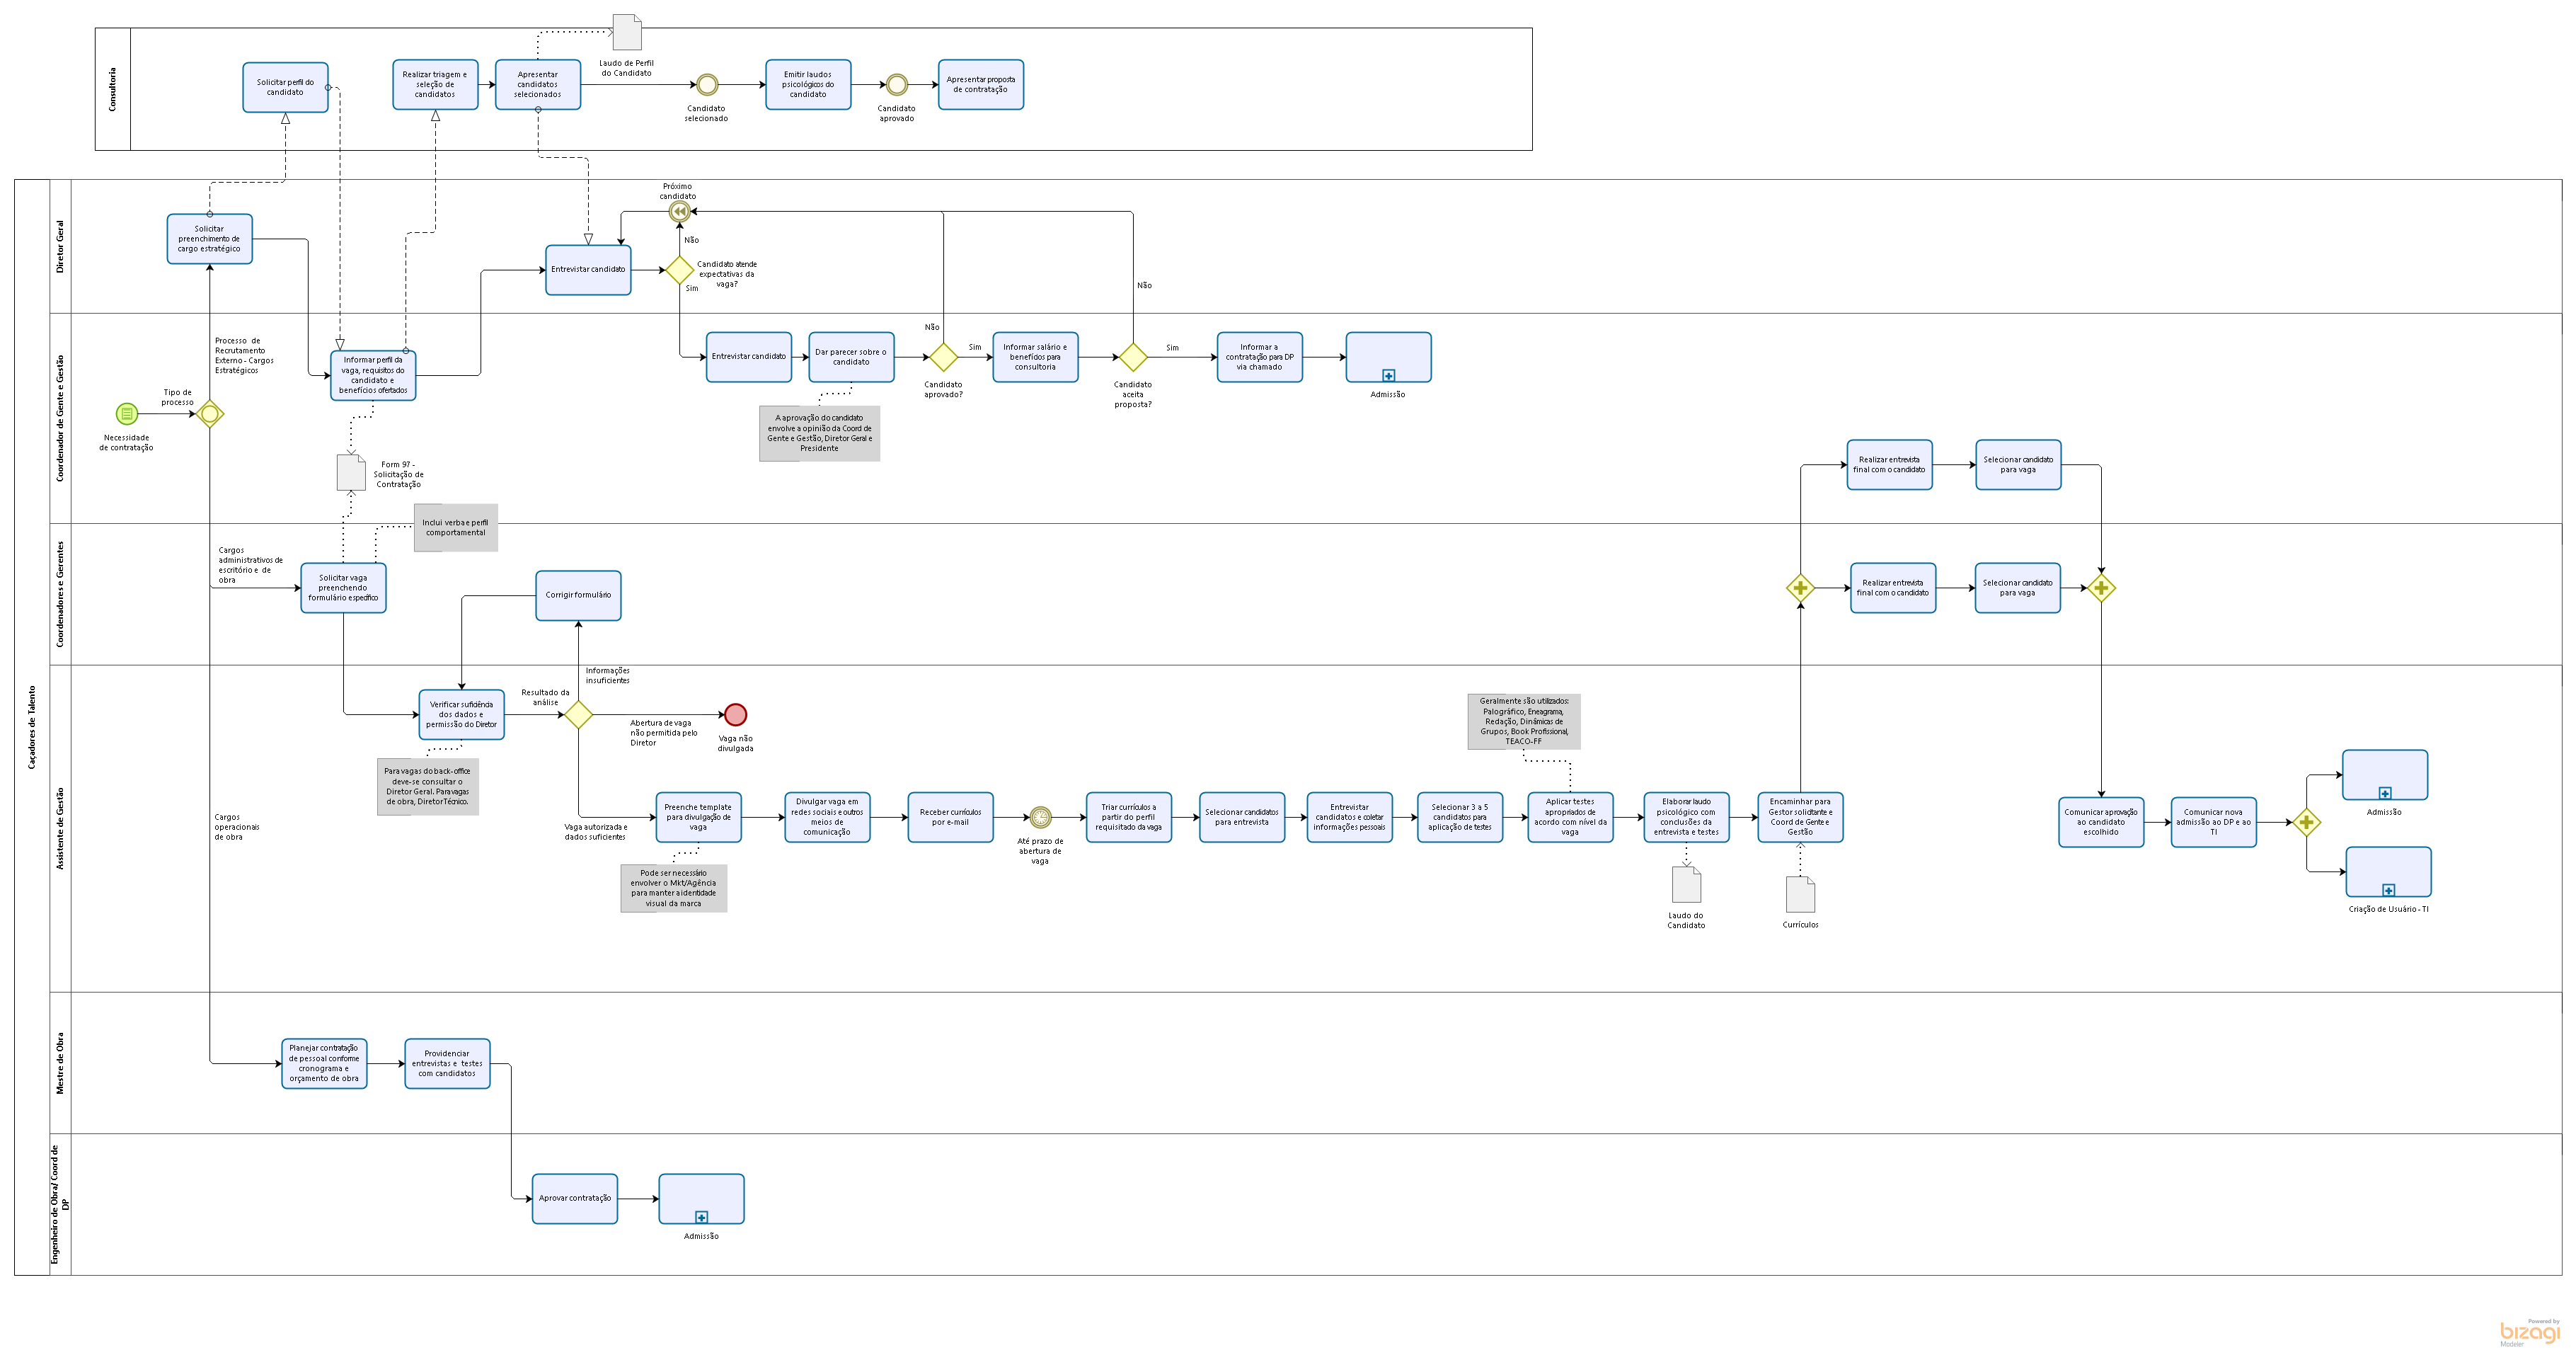 Consultoria
Solicitar perfil do
candidato
Realizar triagem e
seleção de
candidatos
Apresentar
candidatos
selecionados
Laudo de Perfil
do Candidato
Candidato
selecionado
Emitir laudos
psicológicos do
candidato
Candidato
aprovado
Apresentar proposta
de contratação
Caçadores de Talento
Diretor Geral
Solicitar
preenchimento de
cargo estratégico
Próximo
candidato
Não
Entrevistar candidato
Candidato atende
expectativas da
vaga?
Sim
Não
Coordenador de Gente e Gestão
Necessidade
de contratação
Tipo de
processo
Processo de
Recrutamento
Externo - Cargos
Estratégicos
Informar perfil da
vaga, requisitos do
candidato e
benefícios ofertados
Form 97 -
Solicitação de
Contratação
Entrevistar candidato
Dar parecer sobre o
candidato
A aprovação do candidato
envolve a opinião da Coord de
Gente e Gestão, Diretor Geral e
Presidente
Não
Candidato
aprovado?
Sim
Informar salário e
benefícios para
consultoria
Candidato
aceita
proposta?
Sim
Informar a
contratação para DP
via chamado
Admissão
Realizar entrevista
final com o candidato
Selecionar candidato
para vaga
Coordenadores e Gerentes
Inclui verba e perfil
comportamental
Cargos
administrativos de
escritório e de
obra
Solicitar vaga
preenchendo
formulário específico
Corrigir formulário
Realizar entrevista
final com o candidato
Selecionar candidato
para vaga
Assistente de Gestão
Informações
insuficientes
Verificar suficiência
dos dados e
permissão do Diretor
Resultado da
análise
Abertura de vaga
não permitida pelo
Diretor
Vaga não
divulgada
Para vagas do back-office
deve-se consultar o
Diretor Geral. Para vagas
de obra, Diretor Técnico.
Cargos
operacionais
de obra
Vaga autorizada e
dados suficientes
Preenche template
para divulgação de
vaga
Pode ser necessário
envolver o Mkt/Agência
para manter a identidade
visual da marca
Divulgar vaga em
redes sociais e outros
meios de
comunicação
Receber currículos
por e-mail
Até prazo de
abertura de
vaga
Triar currículos a
partir do perfil
requisitado da vaga
Selecionar candidatos
para entrevista
Entrevistar
candidatos e coletar
informações pessoais
Selecionar 3 a 5
candidatos para
aplicação de testes
Geralmente são utilizados:
Palográfico, Eneagrama,
Redação, Dinâmicas de
Grupos, Book Profissional,
TEACO-FF
Aplicar testes
apropriados de
acordo com nível da
vaga
Elaborar laudo
psicológico com
conclusões da
entrevista e testes
Laudo do
Candidato
Encaminhar para
Gestor solicitante e
Coord de Gente e
Gestão
Currículos
Comunicar aprovação
ao candidato
escolhido
Comunicar nova
admissão ao DP e ao
TI
Admissão
Criação de Usuário - TI
Mestre de Obra
Planejar contratação
de pessoal conforme
cronograma e
orçamento de obra
Providenciar
entrevistas e testes
com candidatos
Engenheiro de Obra/ Coord de
DP
Aprovar contratação
Admissão
Powered by
bizagi
Modeler